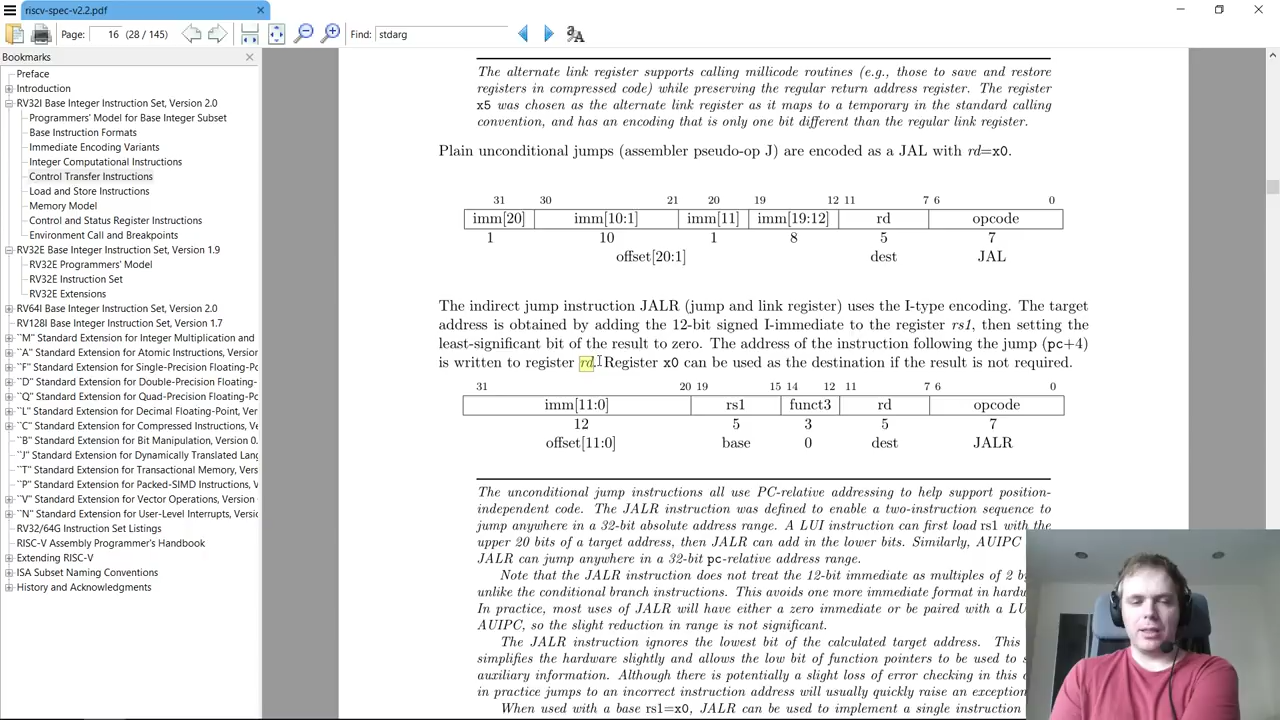 riscv-spec-v2.2.pdf
Page: 16 (28 / 145) Find: stdarg
Bookmarks
Preface
Introduction
RV32I Base Integer Instruction Set, Version 2.0
Programmers' Model for Base Integer Subset
Base Instruction Formats
Immediate Encoding Variants
Integer Computational Instructions
Control Transfer Instructions
Load and Store Instructions
Memory Model
Control and Status Register Instructions
Environment Call and Breakpoints
RV32E Base Integer Instruction Set, Version 1.9
RV32E Programmers' Model
RV32E Instruction Set
RV32E Extensions
RV64I Base Integer Instruction Set, Version 2.0
RV128I Base Integer Instruction Set, Version 1.7
``M'' Standard Extension for Integer Multiplication and
``A'' Standard Extension for Atomic Instructions, Version
``F'' Standard Extension for Single-Precision Floating-
``D'' Standard Extension for Double-Precision Floating-
``Q'' Standard Extension for Quad-Precision Floating-Po
``L'' Standard Extension for Decimal Floating-Point, Ver
``C'' Standard Extension for Compressed Instructions, Ve
``B'' Standard Extension for Bit Manipulation, Version 0.
``J'' Standard Extension for Dynamically Translated Lang
``T'' Standard Extension for Transactional Memory, Vers
``P'' Standard Extension for Packed-SIMD Instructions, V
``V'' Standard Extension for Vector Operations, Version
``N'' Standard Extension for User-Level Interrupts, Versi
RV32/64G Instruction Set Listings
RISC-V Assembly Programmer's Handbook
Extending RISC-V
ISA Subset Naming Conventions
History and Acknowledgments
The alternate link register supports calling millicode routines (e.g., those to save and restore
registers in compressed code) while preserving the regular return address register. The register
x5 was chosen as the alternate link register as it maps to a temporary in the standard calling
convention, and has an encoding that is only one bit different than the regular link register.
Plain unconditional jumps (assembler pseudo-op J) are encoded as a JAL with rd=x0.
31 30 21 20 19 12 11 7 6 0
imm[20] imm[10:1] imm[11] imm[19:12] rd opcode
1 10 1 8 5 7
offset[20:1] dest JAL
The indirect jump instruction JALR (jump and link register) uses the I-type encoding. The target
address is obtained by adding the 12-bit signed I-immediate to the register rs1, then setting the
least-significant bit of the result to zero. The address of the instruction following the jump (pc+4)
is written to register rd. Register x0 can be used as the destination if the result is not required.
31 20 19 15 14 12 11 7 6 0
imm[11:0] rs1 funct3 rd opcode
12 5 3 5 7
offset[11:0] base 0 dest JALR
The unconditional jump instructions all use PC-relative addressing to help support position-
independent code. The JALR instruction was defined to enable a two-instruction sequence to
jump anywhere in a 32-bit absolute address range. A LUI instruction can first load rs1 with the
upper 20 bits of a target address, then JALR can add in the lower bits. Similarly, AUIPC
JALR can jump anywhere in a 32-bit pc-relative address range.
Note that the JALR instruction does not treat the 12-bit immediate as multiples of 2 b
unlike the conditional branch instructions. This avoids one more immediate format in hardw
In practice, most uses of JALR will have either a zero immediate or be paired with a LU
AUIPC, so the slight reduction in range is not significant.
The JALR instruction ignores the lowest bit of the calculated target address. This
simplifies the hardware slightly and allows the low bit of function pointers to be used to s
auxiliary information. Although there is potentially a slight loss of error checking in this
in practice jumps to an incorrect instruction address will usually quickly raise an exception
When used with a base rs1=x0, JALR can be used to implement a single instruction